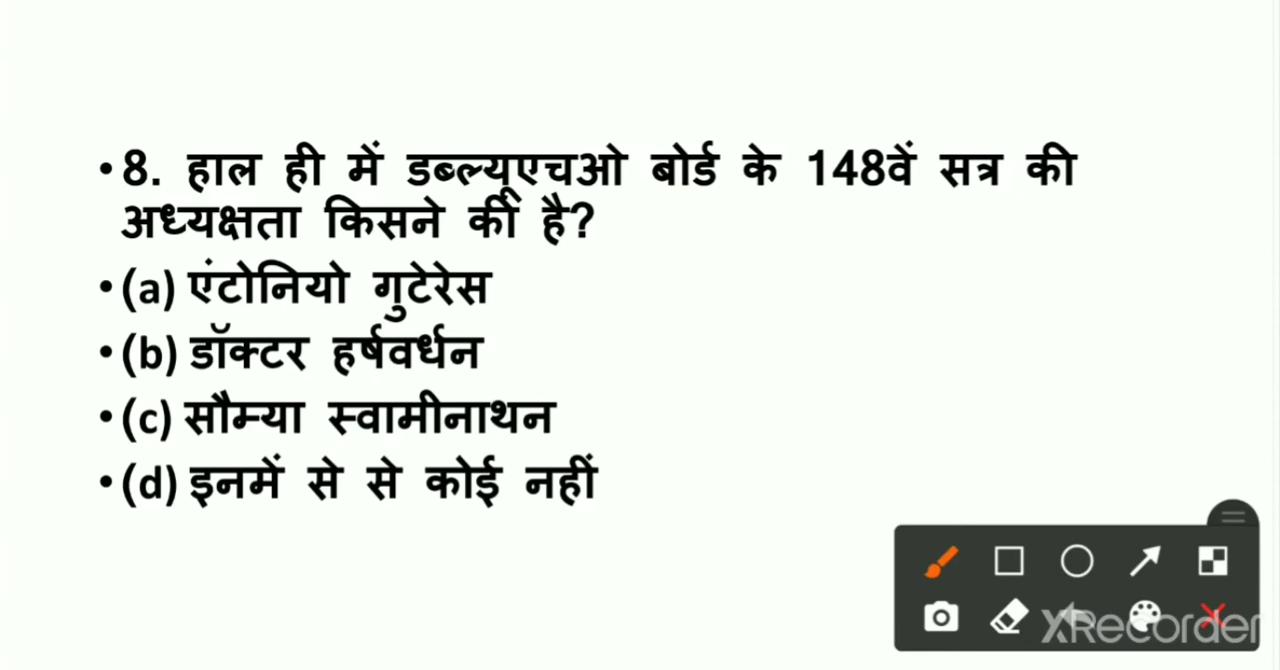 •8. हाल ही में डब्ल्यूएचओ बोर्ड के 148वें सत्र की
अध्यक्षता किसने की है?
•(a) एंटोनियो गुटेरेस
•(b) डॉक्टर हर्षवर्धन
•(c) सौम्या स्वामीनाथन
•(d) इनमें से से कोई नहीं
XRecorder